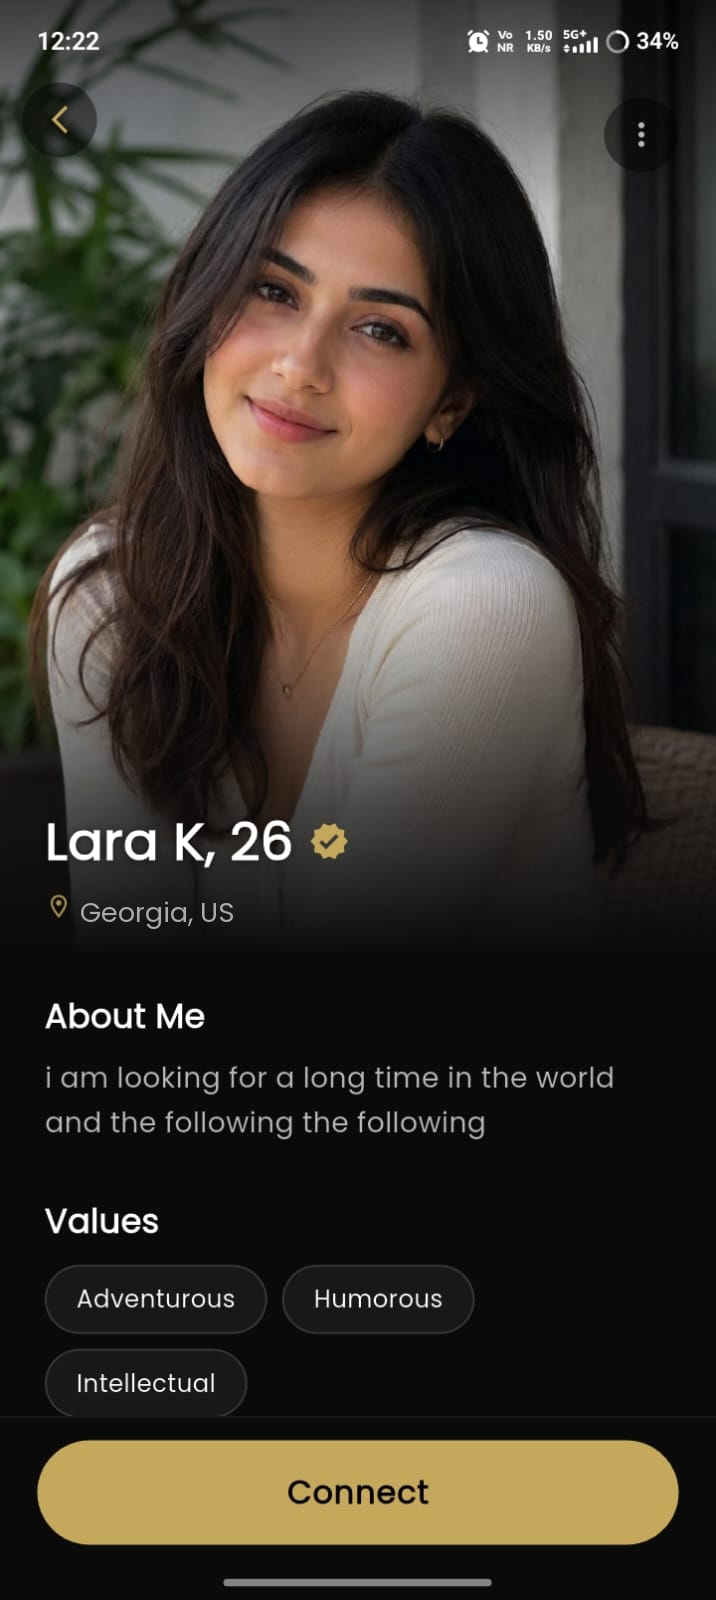 12:22
Vo NR 1.50 KB/s 5G+ 34%
Lara K, 26
Georgia, US
About Me
i am looking for a long time in the world
and the following the following
Values
Adventurous Humorous
Intellectual
Connect